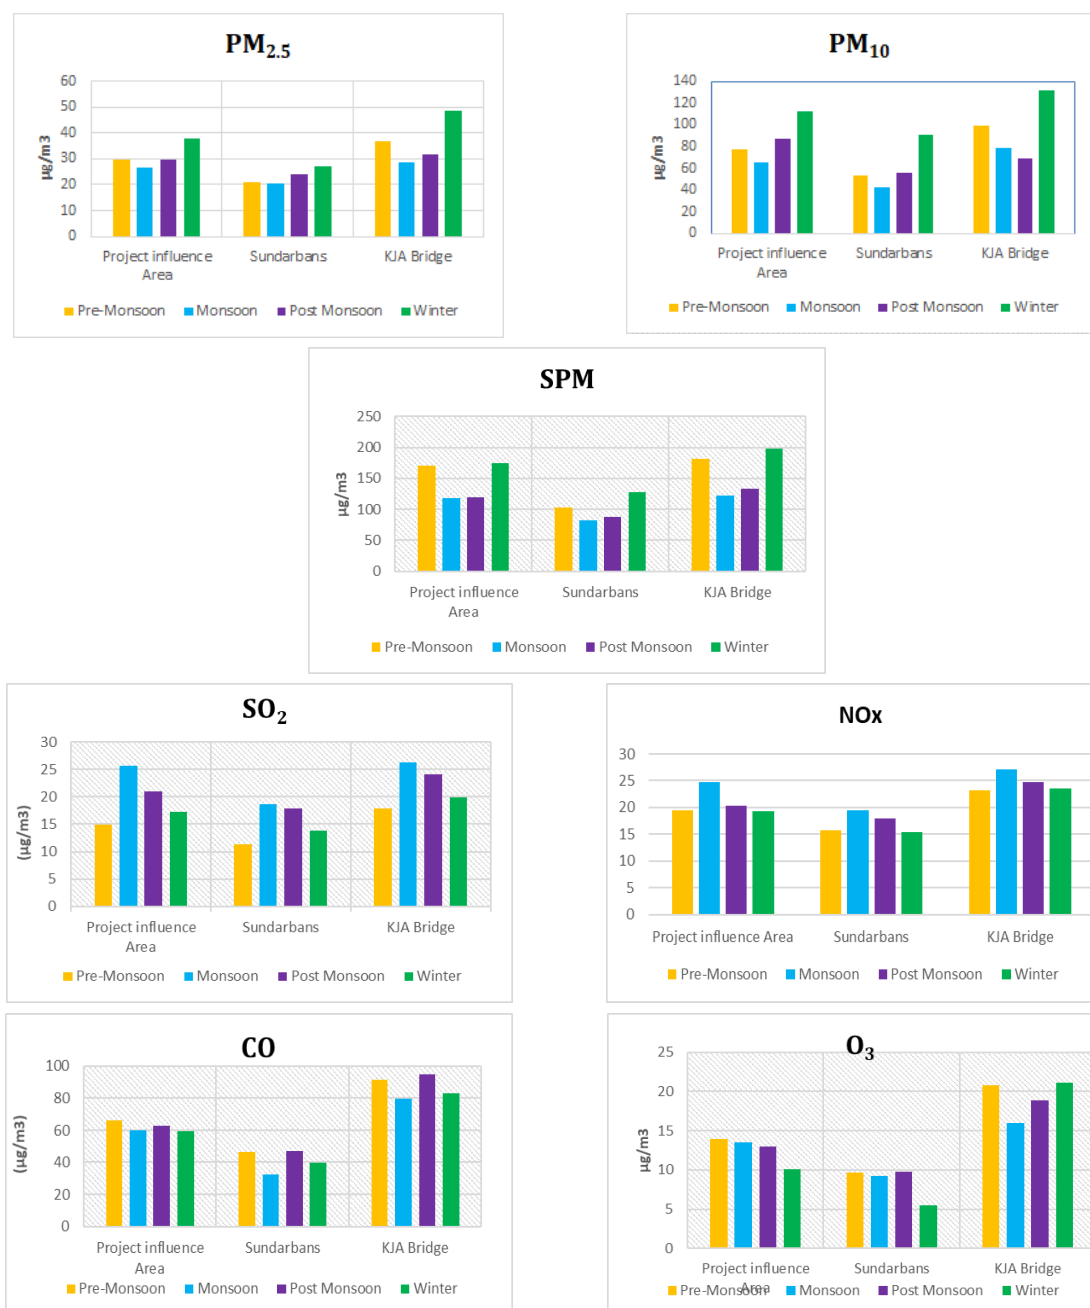 PM2.5
60
50
40
30
20
10
0
µg/m3
Project influence Area
Sundarbans
KJA Bridge
Pre-Monsoon Monsoon Post Monsoon Winter
PM10
140
120
100
80
60
40
20
0
µg/m3
Project influence Area
Sundarbans
KJA Bridge
Pre-Monsoon Monsoon Post Monsoon Winter
SPM
250
200
150
100
50
0
µg/m3
Project influence Area
Sundarbans
KJA Bridge
Pre-Monsoon Monsoon Post Monsoon Winter
SO2
30
25
20
15
10
5
0
(µg/m3)
Project influence Area
Sundarbans
KJA Bridge
Pre-Monsoon Monsoon Post Monsoon Winter
NOx
30
25
20
15
10
5
0
Project influence Area
Sundarbans
KJA Bridge
Pre-Monsoon Monsoon Post Monsoon Winter
CO
100
80
60
40
20
0
(µg/m3)
Project influence Area
Sundarbans
KJA Bridge
Pre-Monsoon Monsoon Post Monsoon Winter
O3
25
20
15
10
5
0
µg/m3
Project influence Area
Sundarbans
KJA Bridge
Pre-Monsoon Monsoon Post Monsoon Winter